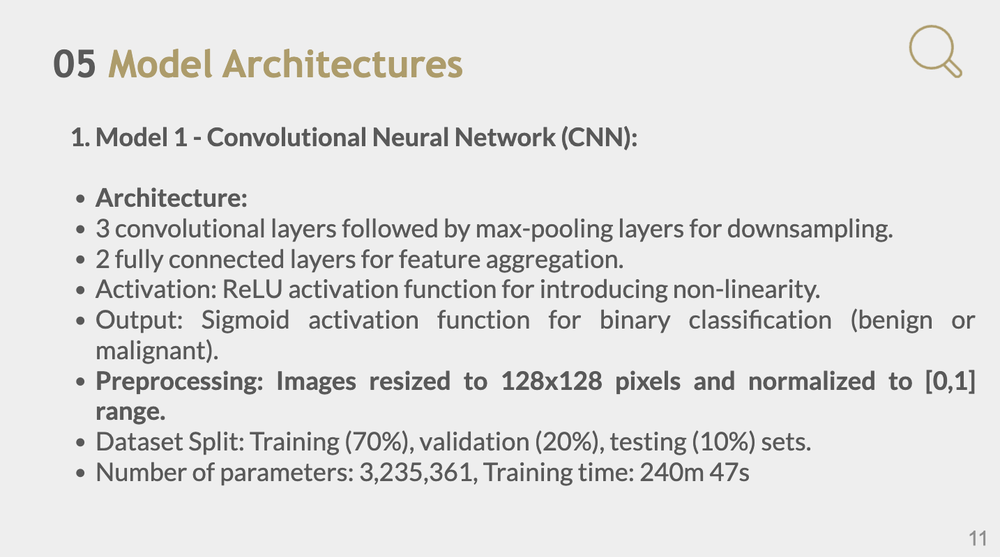 05 Model Architectures
1. Model 1 - Convolutional Neural Network (CNN):
• Architecture:
• 3 convolutional layers followed by max-pooling layers for downsampling.
• 2 fully connected layers for feature aggregation.
• Activation: ReLU activation function for introducing non-linearity.
• Output: Sigmoid activation function for binary classification (benign or
malignant).
• Preprocessing: Images resized to 128x128 pixels and normalized to [0,1]
range.
• Dataset Split: Training (70%), validation (20%), testing (10%) sets.
• Number of parameters: 3,235,361, Training time: 240m 47s
11